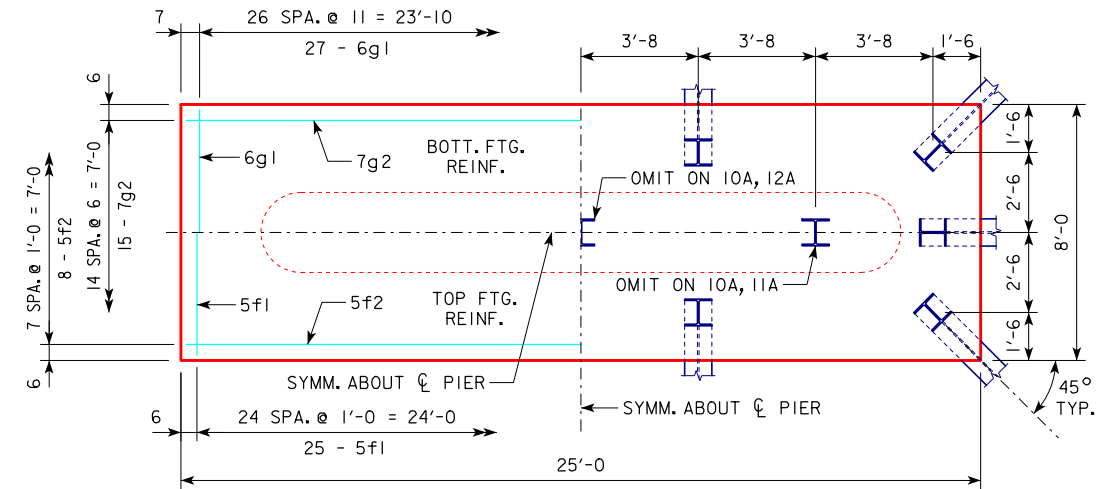 7
26 SPA. @ 11 = 23'-10
27 - 6g1
3'-8
3'-8
3'-8
1'-6
6
6g1
7g2
BOTT. FTG.
REINF.
OMIT ON 10A, 12A
1'-6
2'-6
8'-0
2'-6
1'-6
7 SPA. @ 1'-0 = 7'-0
8 - 5f2
14 SPA. @ 6 = 7'-0
15 - 7g2
5f1
5f2
TOP FTG.
REINF.
OMIT ON 10A, 11A
6
SYMM. ABOUT ℄ PIER
SYMM. ABOUT ℄ PIER
45°
TYP.
6
24 SPA. @ 1'-0 = 24'-0
25 - 5f1
25'-0